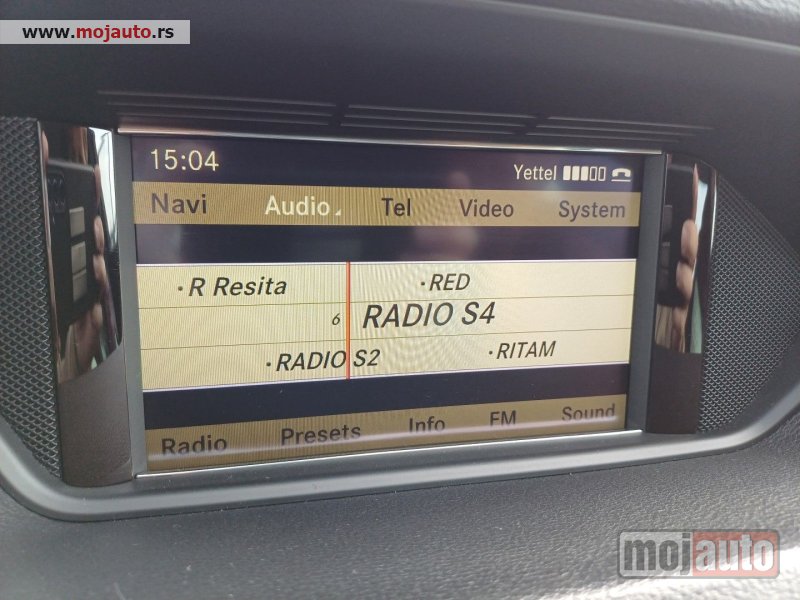 www.mojauto.rs
15:04 Yettel
Navi Audio Tel Video System
· R Resita · RED
6 RADIO S4
· RADIO S2 · RITAM
Radio Presets Info FM Sound
mojauto